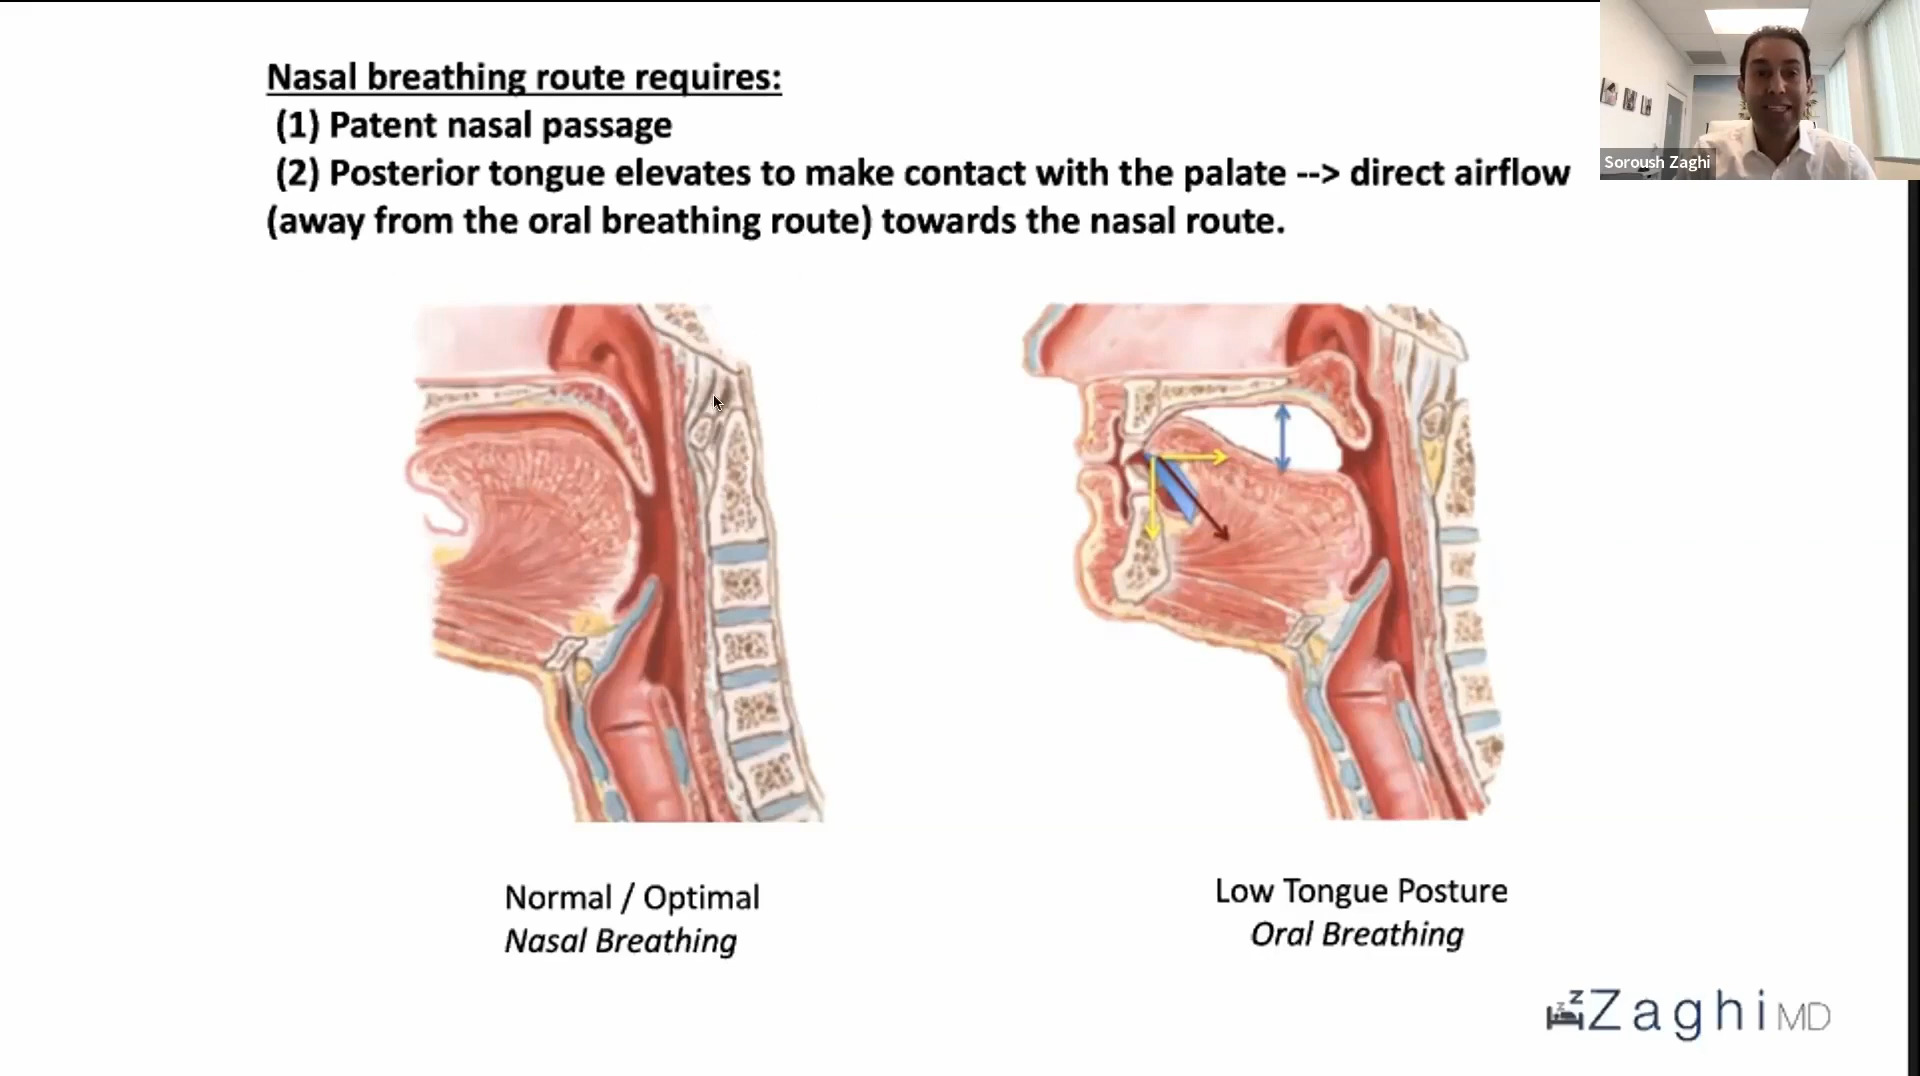 Nasal breathing route requires:
(1) Patent nasal passage
(2) Posterior tongue elevates to make contact with the palate --> direct airflow
(away from the oral breathing route) towards the nasal route.
Soroush Zaghi
Normal / Optimal
Nasal Breathing
Low Tongue Posture
Oral Breathing
zzZ Zaghi MD